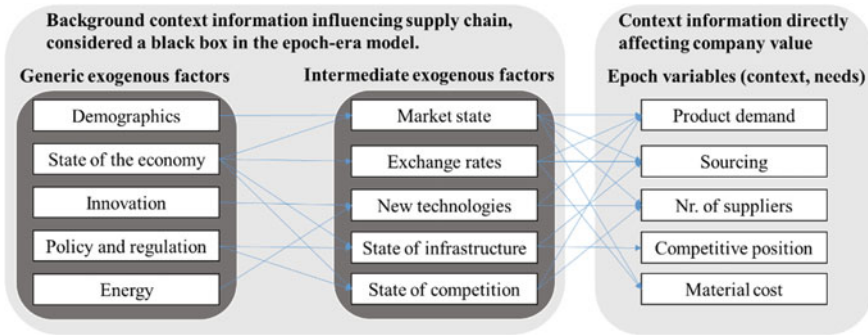 Background context information influencing supply chain,
considered a black box in the epoch-era model.
Generic exogenous factors
Demographics
State of the economy
Innovation
Policy and regulation
Energy
Intermediate exogenous factors
Market state
Exchange rates
New technologies
State of infrastructure
State of competition
Context information directly
affecting company value
Epoch variables (context, needs)
Product demand
Sourcing
Nr. of suppliers
Competitive position
Material cost